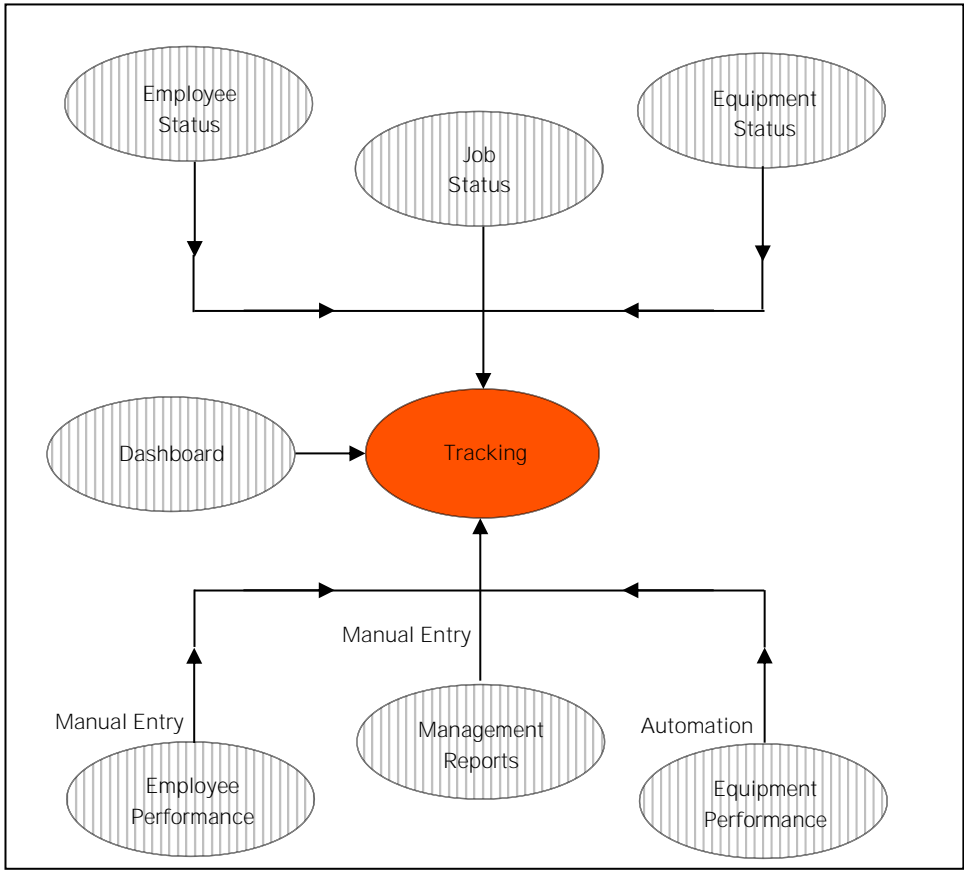 Employee
Status
Job
Status
Equipment
Status
Dashboard
Tracking
Manual Entry
Manual Entry
Automation
Employee
Performance
Management
Reports
Equipment
Performance